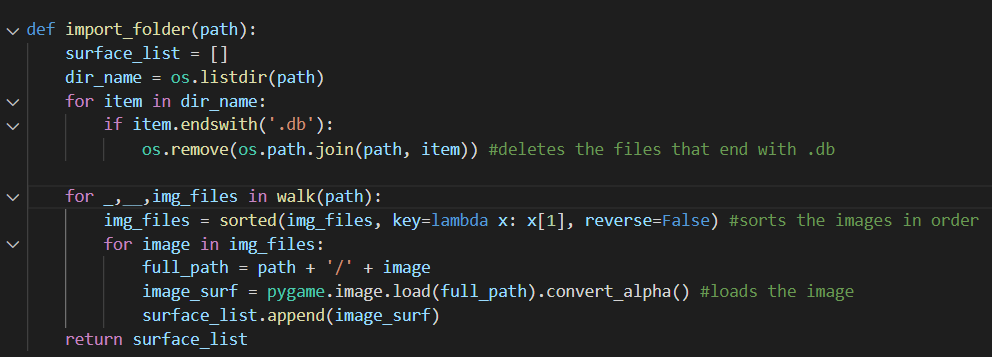 def import_folder(path):
    surface_list = []
    dir_name = os.listdir(path)
    for item in dir_name:
        if item.endswith('.db'):
            os.remove(os.path.join(path, item)) #deletes the files that end with .db
    for _,__,img_files in walk(path):
        img_files = sorted(img_files, key=lambda x: x[1], reverse=False) #sorts the images in order
        for image in img_files:
            full_path = path + '/' + image
            image_surf = pygame.image.load(full_path).convert_alpha() #loads the image
            surface_list.append(image_surf)
    return surface_list